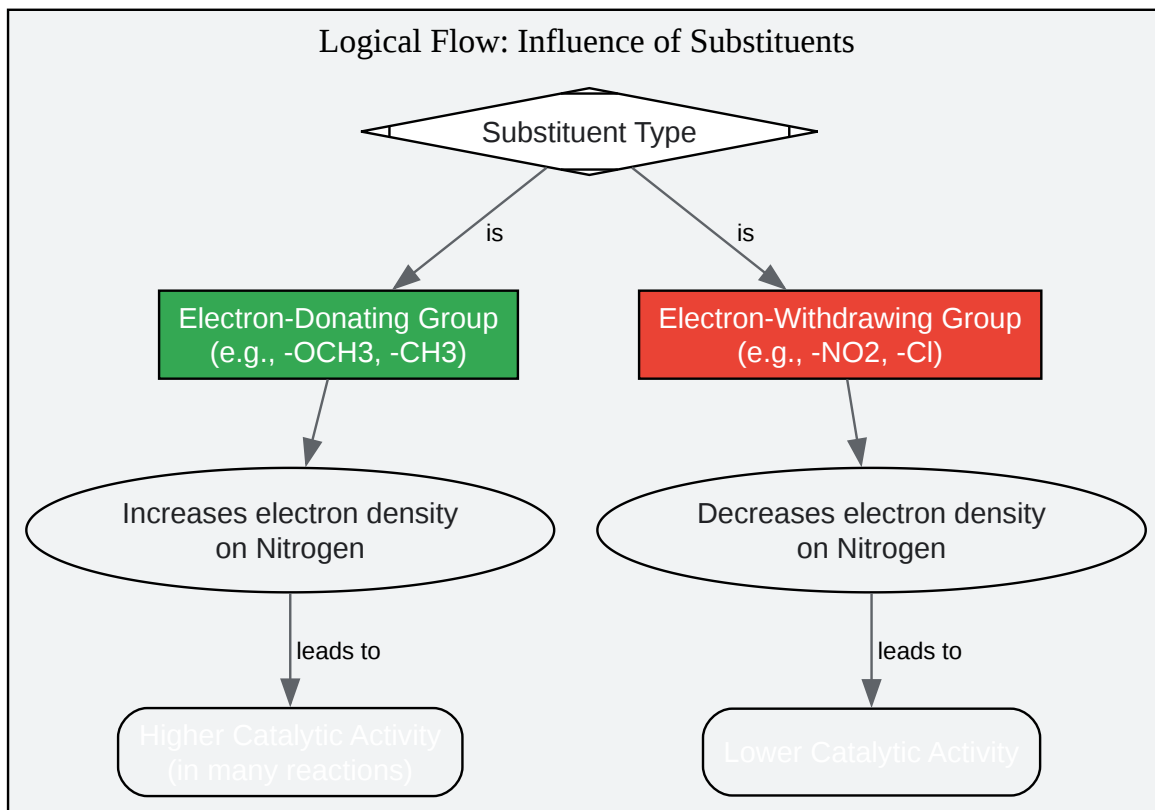 Logical Flow: Influence of Substituents
Substituent Type
is
is
Electron-Donating Group
(e.g., -OCH3, -CH3)
Electron-Withdrawing Group
(e.g., -NO2, -Cl)
Increases electron density
on Nitrogen
Decreases electron density
on Nitrogen
leads to
leads to
Higher Catalytic Activity
(in many reactions)
Lower Catalytic Activity